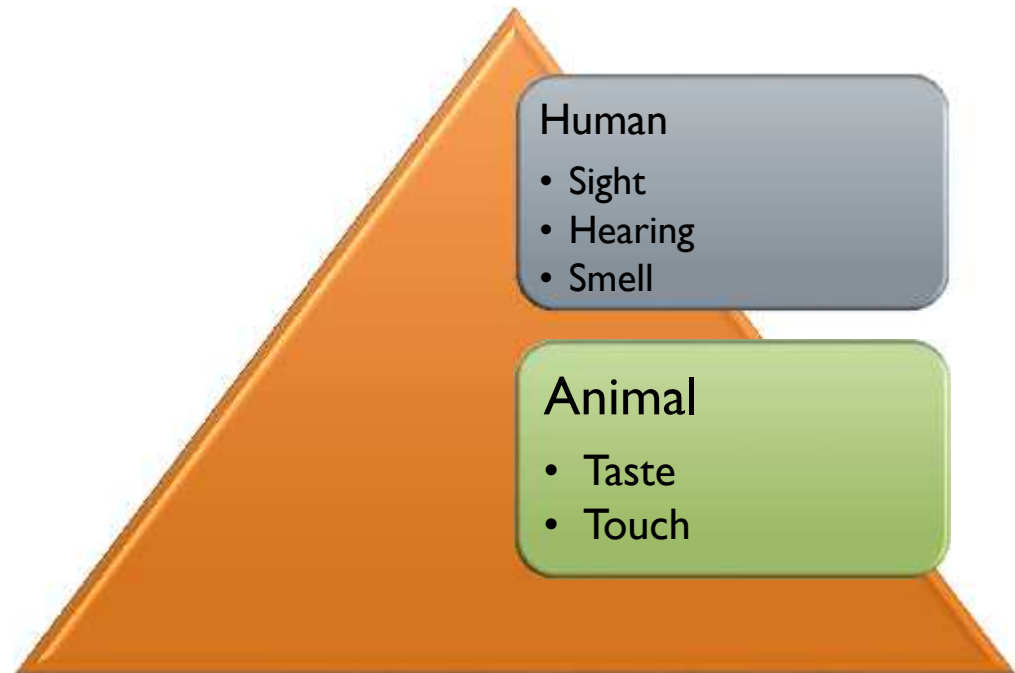 Human
• Sight
• Hearing
• Smell
Animal
• Taste
• Touch